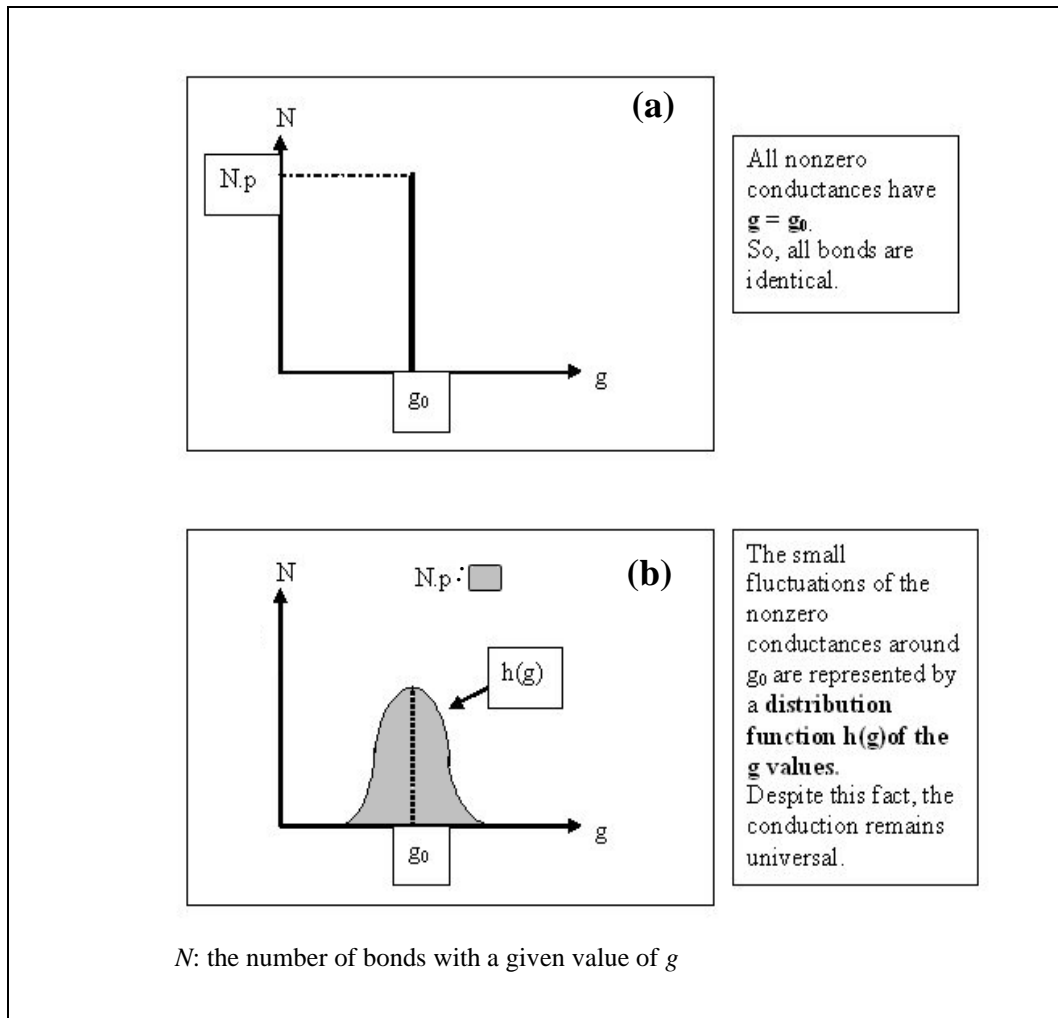 (a)
N
N.p
g₀
g
All nonzero
conductances have
g = g₀.
So, all bonds are
identical.
(b)
N
N.p :
h(g)
g₀
g
The small
fluctuations of the
nonzero
conductances around
g₀ are represented by
a distribution
function h(g)of the
g values.
Despite this fact, the
conduction remains
universal.
N: the number of bonds with a given value of g